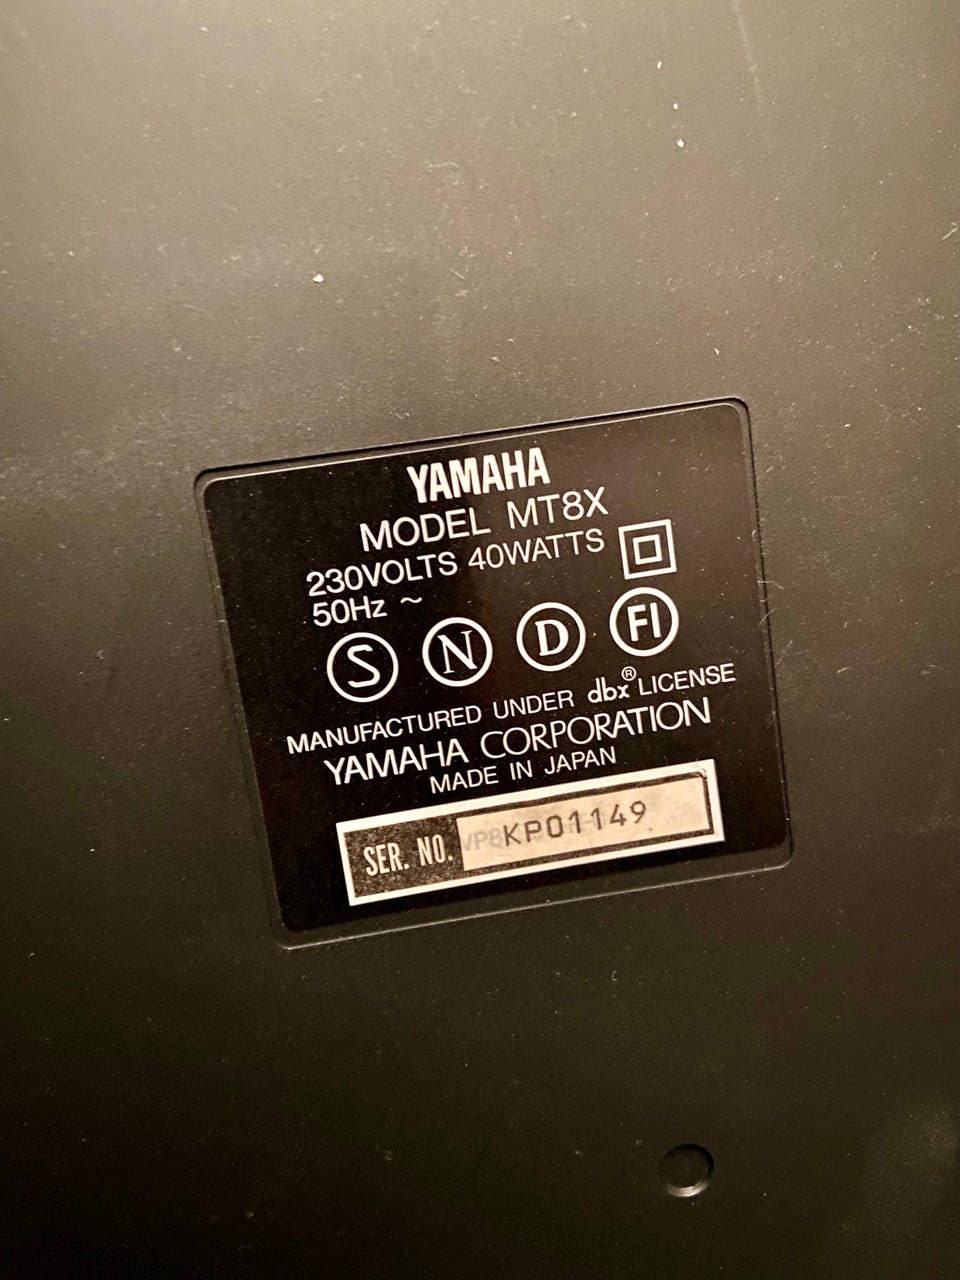 YAMAHA
MODEL MT8X
230VOLTS 40WATTS
50Hz ~
S N D FI
MANUFACTURED UNDER dbx® LICENSE
YAMAHA CORPORATION
MADE IN JAPAN
SER. NO. KP01149